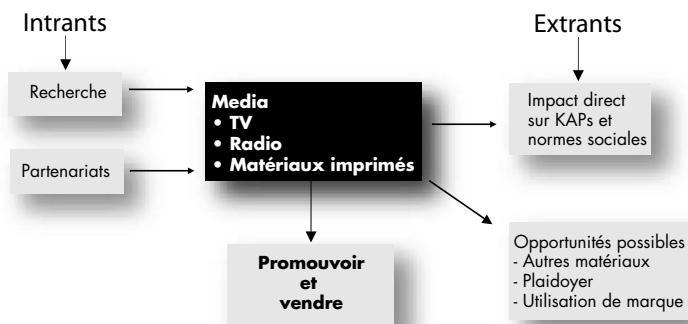 Intrants
Extrants
Recherche
Partenariats
Media
• TV
• Radio
• Matériaux imprimés
Impact direct
sur KAPs et
normes sociales
Promouvoir
et
vendre
Opportunités possibles
- Autres matériaux
- Plaidoyer
- Utilisation de marque